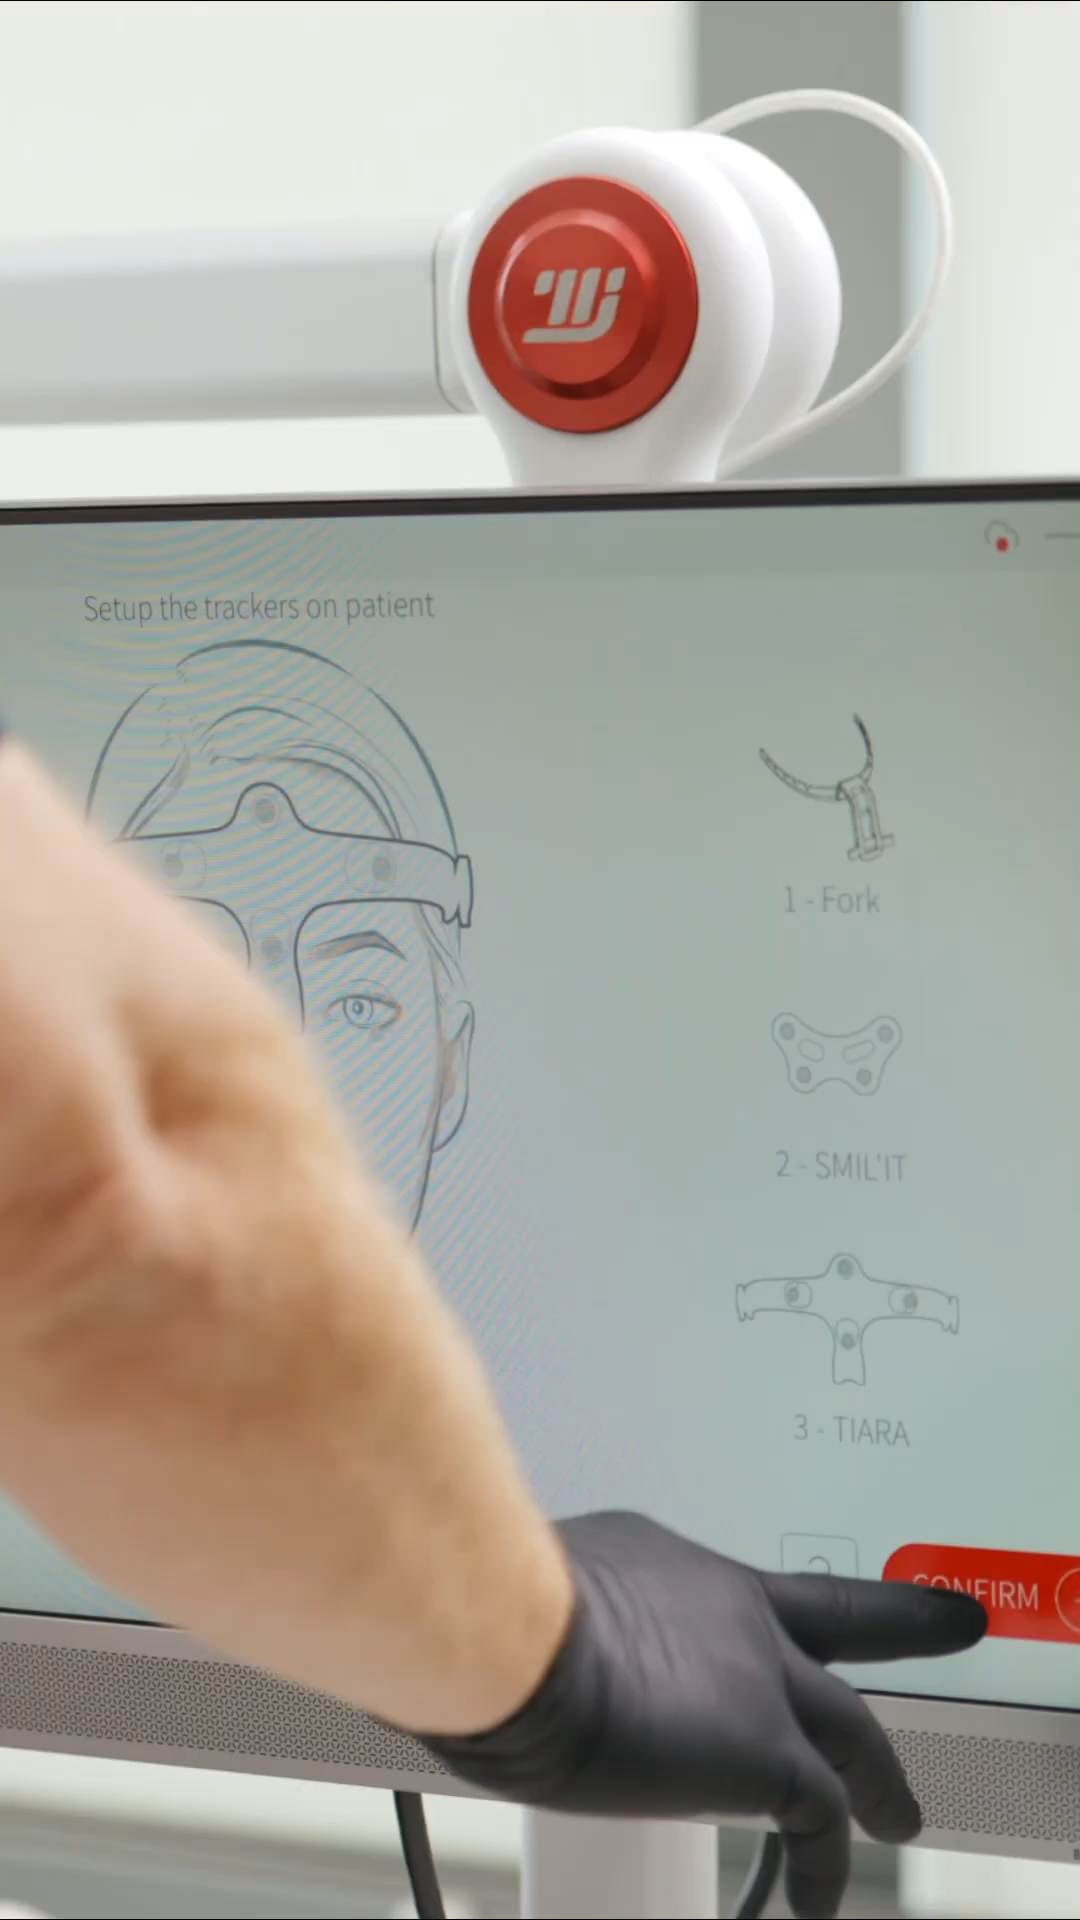 Setup the trackers on patient
1 - Fork
2 - SMIL'IT
3 - TIARA
?
CONFIRM